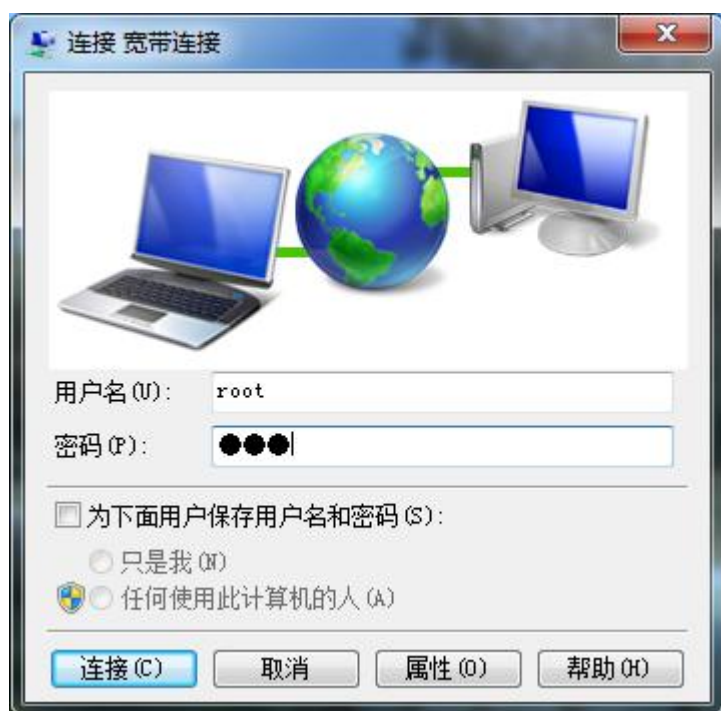 连接 宽带连接
用户名(U):
root
密码(P):
●●●
为下面用户保存用户名和密码(S):
只是我(N)
任何使用此计算机的人(A)
连接(C)
取消
属性(O)
帮助(H)